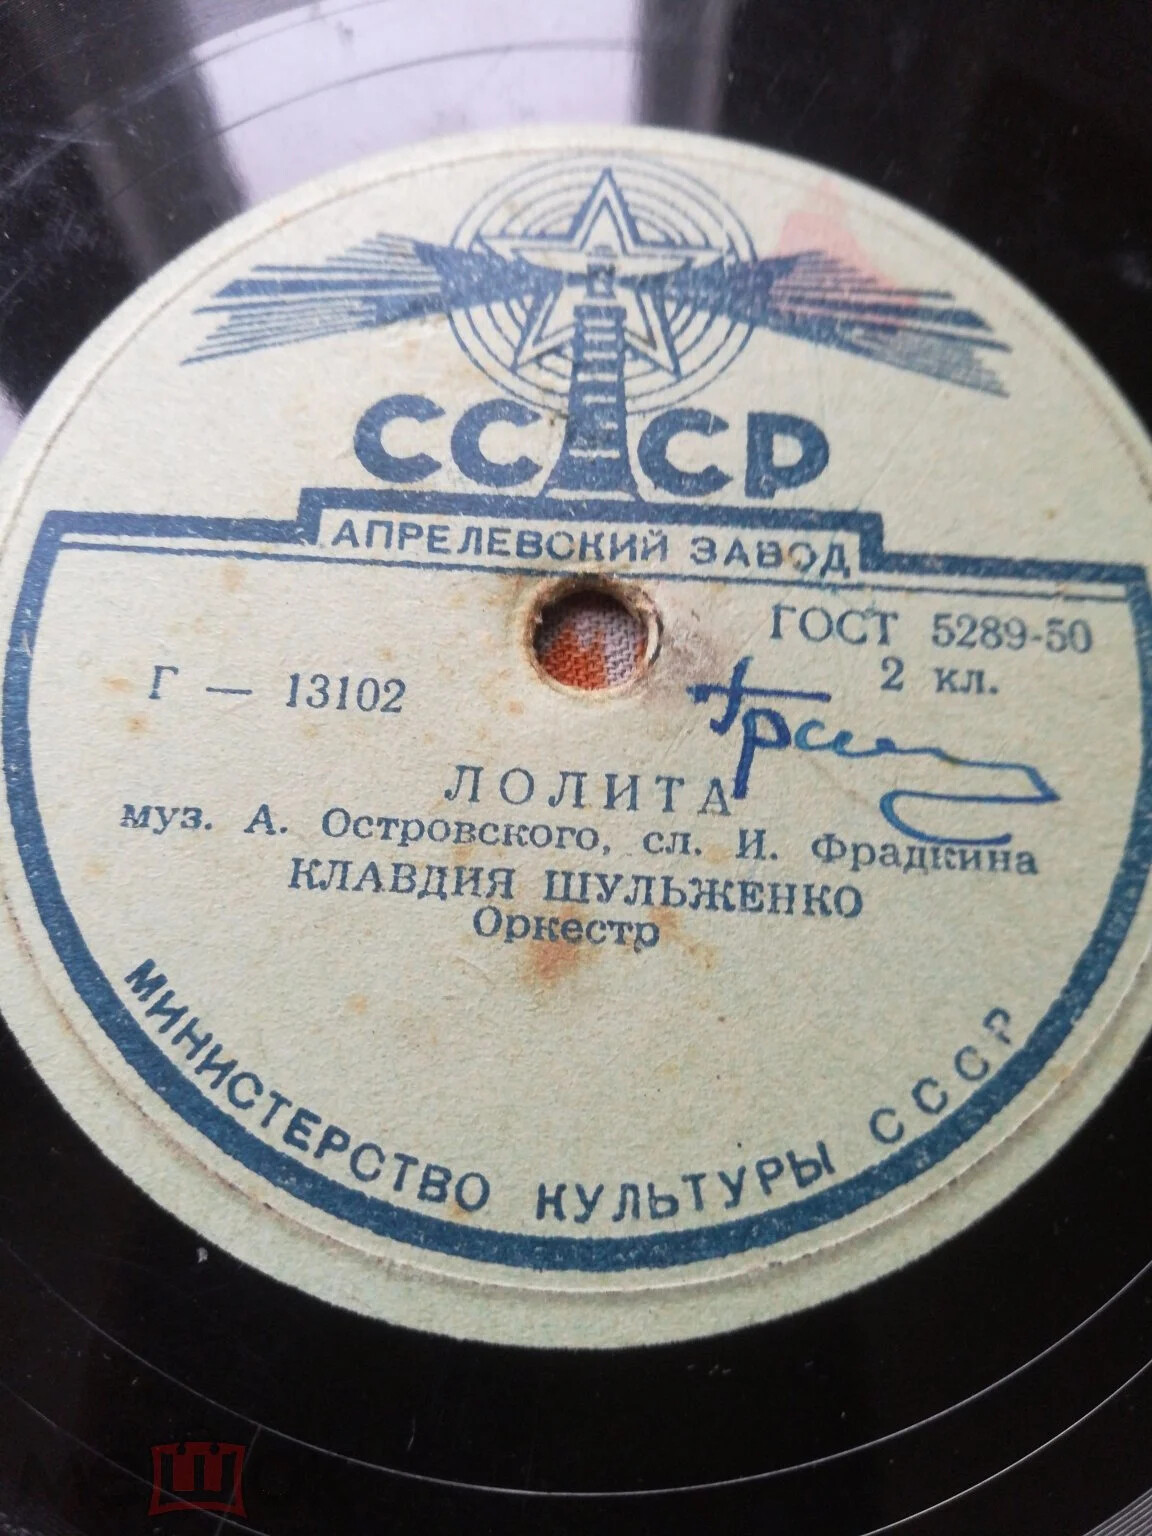 СССР
АПРЕЛЕВСКИЙ ЗАВОД
ГОСТ 5289-50
2 кл.
Г — 13102
ЛОЛИТА
муз. А. Островского, сл. И. Фрадкина
КЛАВДИЯ ШУЛЬЖЕНКО
Оркестр
МИНИСТЕРСТВО КУЛЬТУРЫ СССР